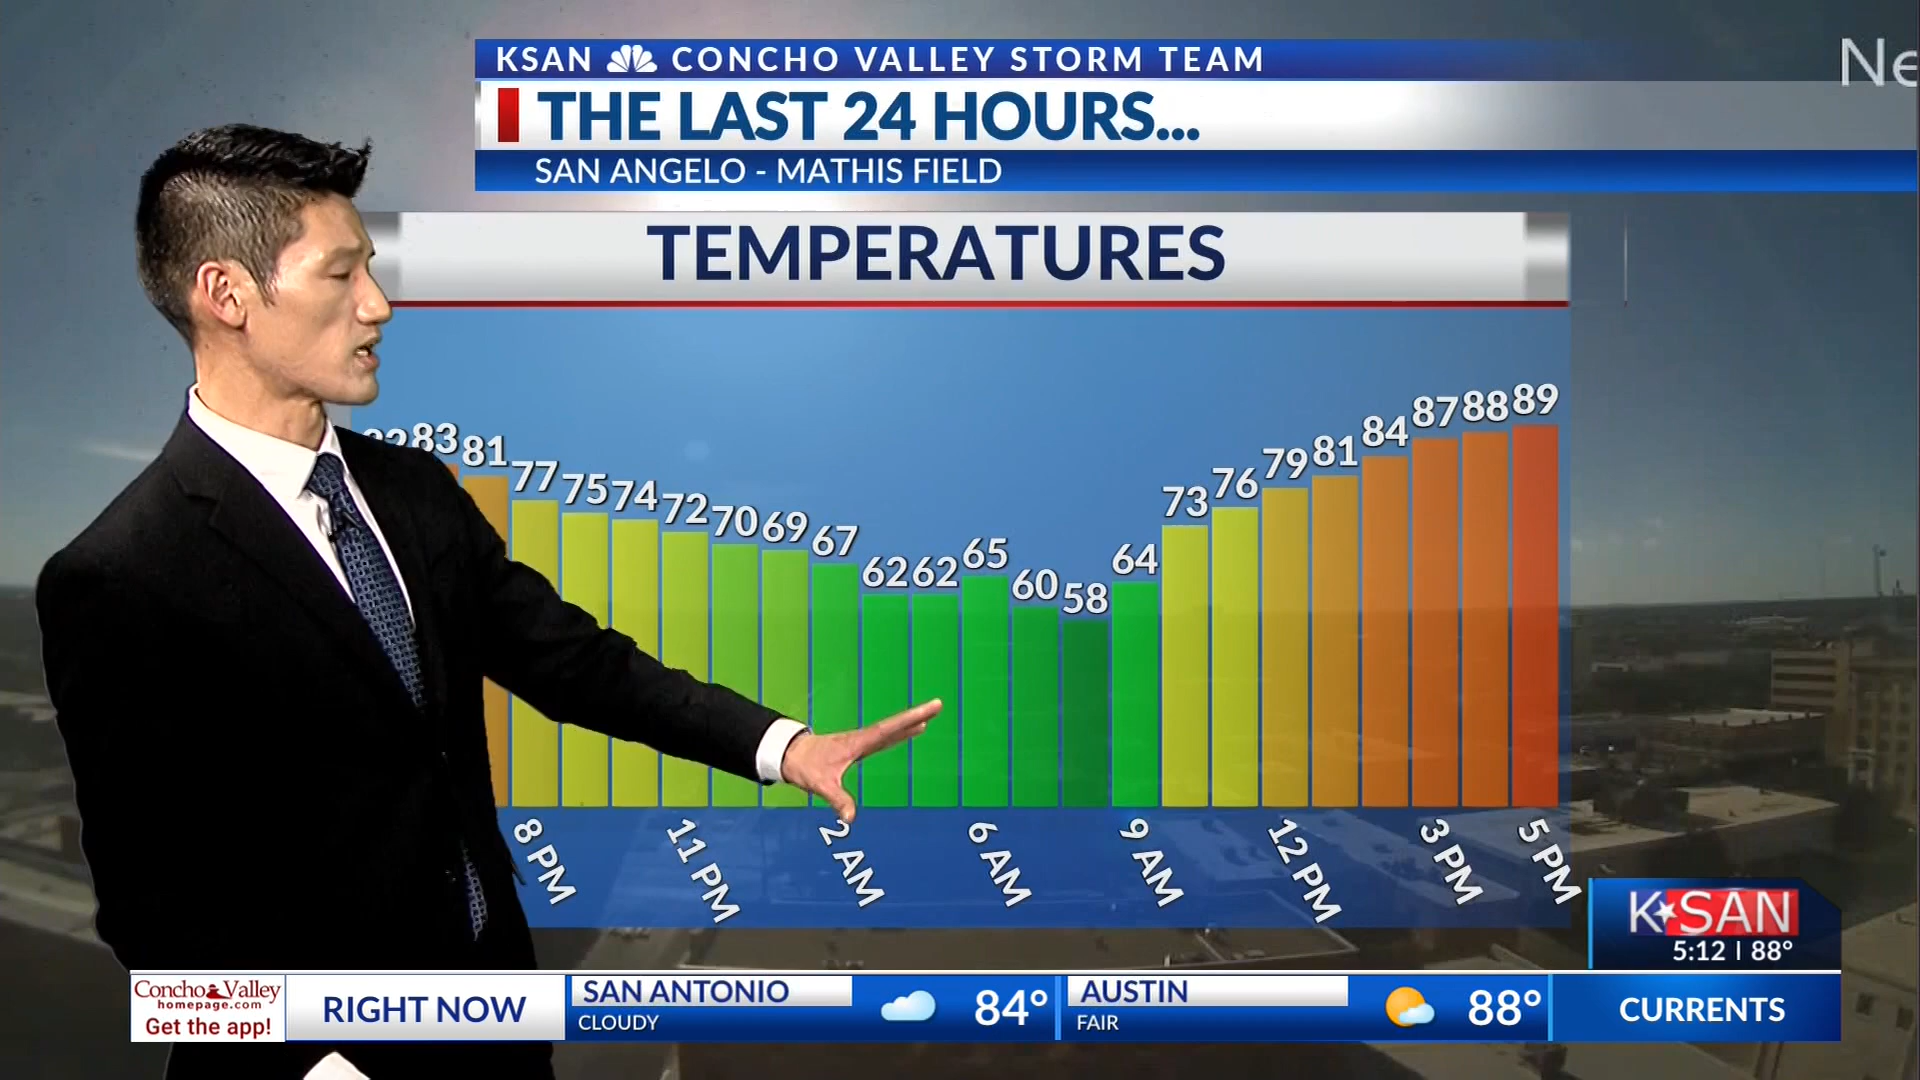 KSAN CONCHO VALLEY STORM TEAM
Ne
THE LAST 24 HOURS...
SAN ANGELO - MATHIS FIELD
TEMPERATURES
83 81 77 75 74 72 70 69 67 62 62 65 60 58 64 73 76 79 81 84 87 88 89
8 PM 11 PM 2 AM 6 AM 9 AM 12 PM 3 PM 5 PM
KSAN
5:12 | 88°
Concho Valley
homepage.com
Get the app!
RIGHT NOW
SAN ANTONIO
CLOUDY
84°
AUSTIN
FAIR
88°
CURRENTS